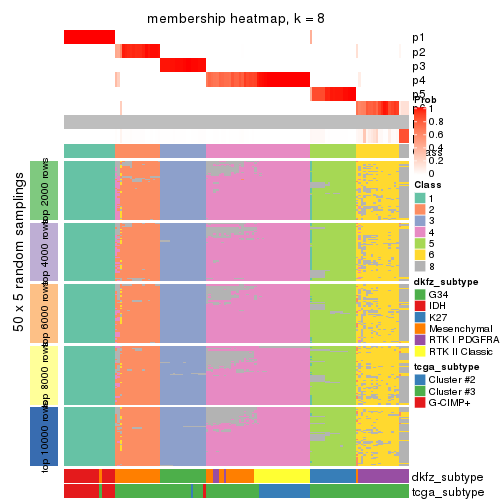 membership heatmap, k = 8
p1
p2
p3
p4
p5
Prob
1
0.8
0.6
0.4
0.2
0
Class
1
2
3
4
5
6
8
dkfz_subtype
G34
IDH
K27
Mesenchymal
RTK I PDGFRA
RTK II Classic
tcga_subtype
Cluster #2
Cluster #3
G-CIMP+
50 x 5 random samplings
top 2000 rows
top 4000 rows
top 6000 rows
top 8000 rows
top 10000 rows
dkfz_subtype
tcga_subtype